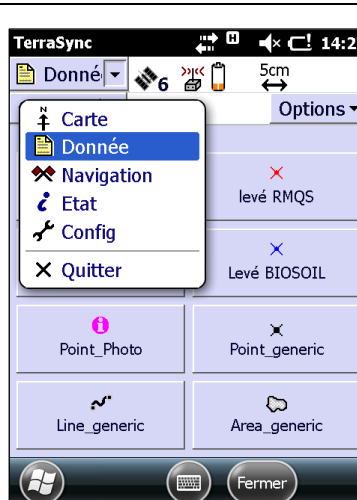 TerraSync
H
14:2
Donné
6
5cm
Options
Carte
Donnée
Navigation
Etat
Config
Quitter
levé RMQS
Levé BIOSOIL
Point_Photo
Point_generic
Line_generic
Area_generic
Fermer